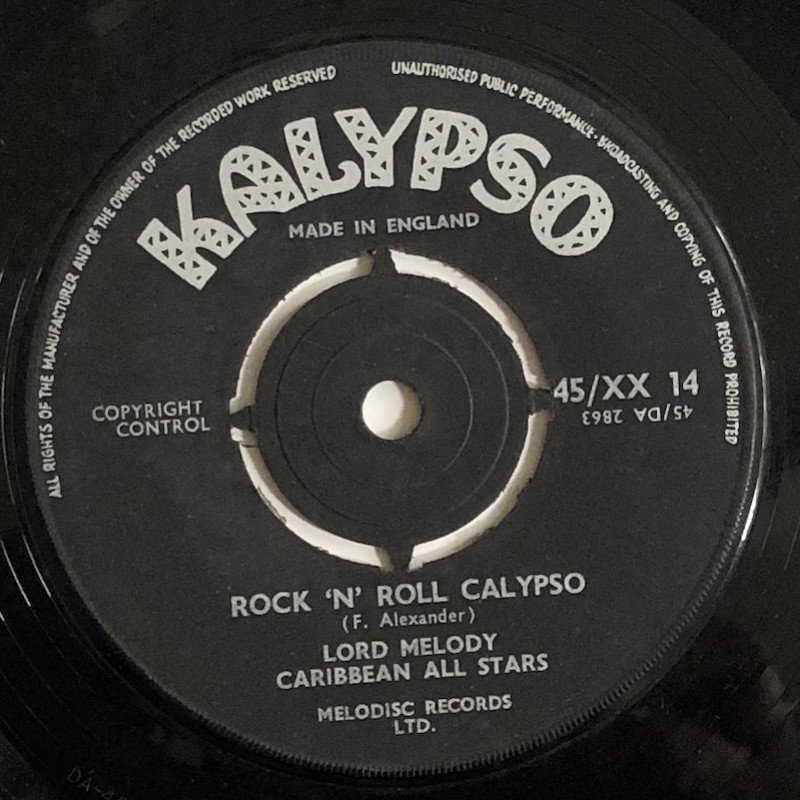 ALL RIGHTS OF THE MANUFACTURER AND OF THE OWNER OF THE RECORDED WORK RESERVED
UNAUTHORISED PUBLIC PERFORMANCE · BROADCASTING AND COPYING OF THIS RECORD PROHIBITED
KALYPSO
MADE IN ENGLAND
COPYRIGHT
CONTROL
45/XX 14
45/DA 2863
ROCK ‘N’ ROLL CALYPSO
(F. Alexander)
LORD MELODY
CARIBBEAN ALL STARS
MELODISC RECORDS
LTD.